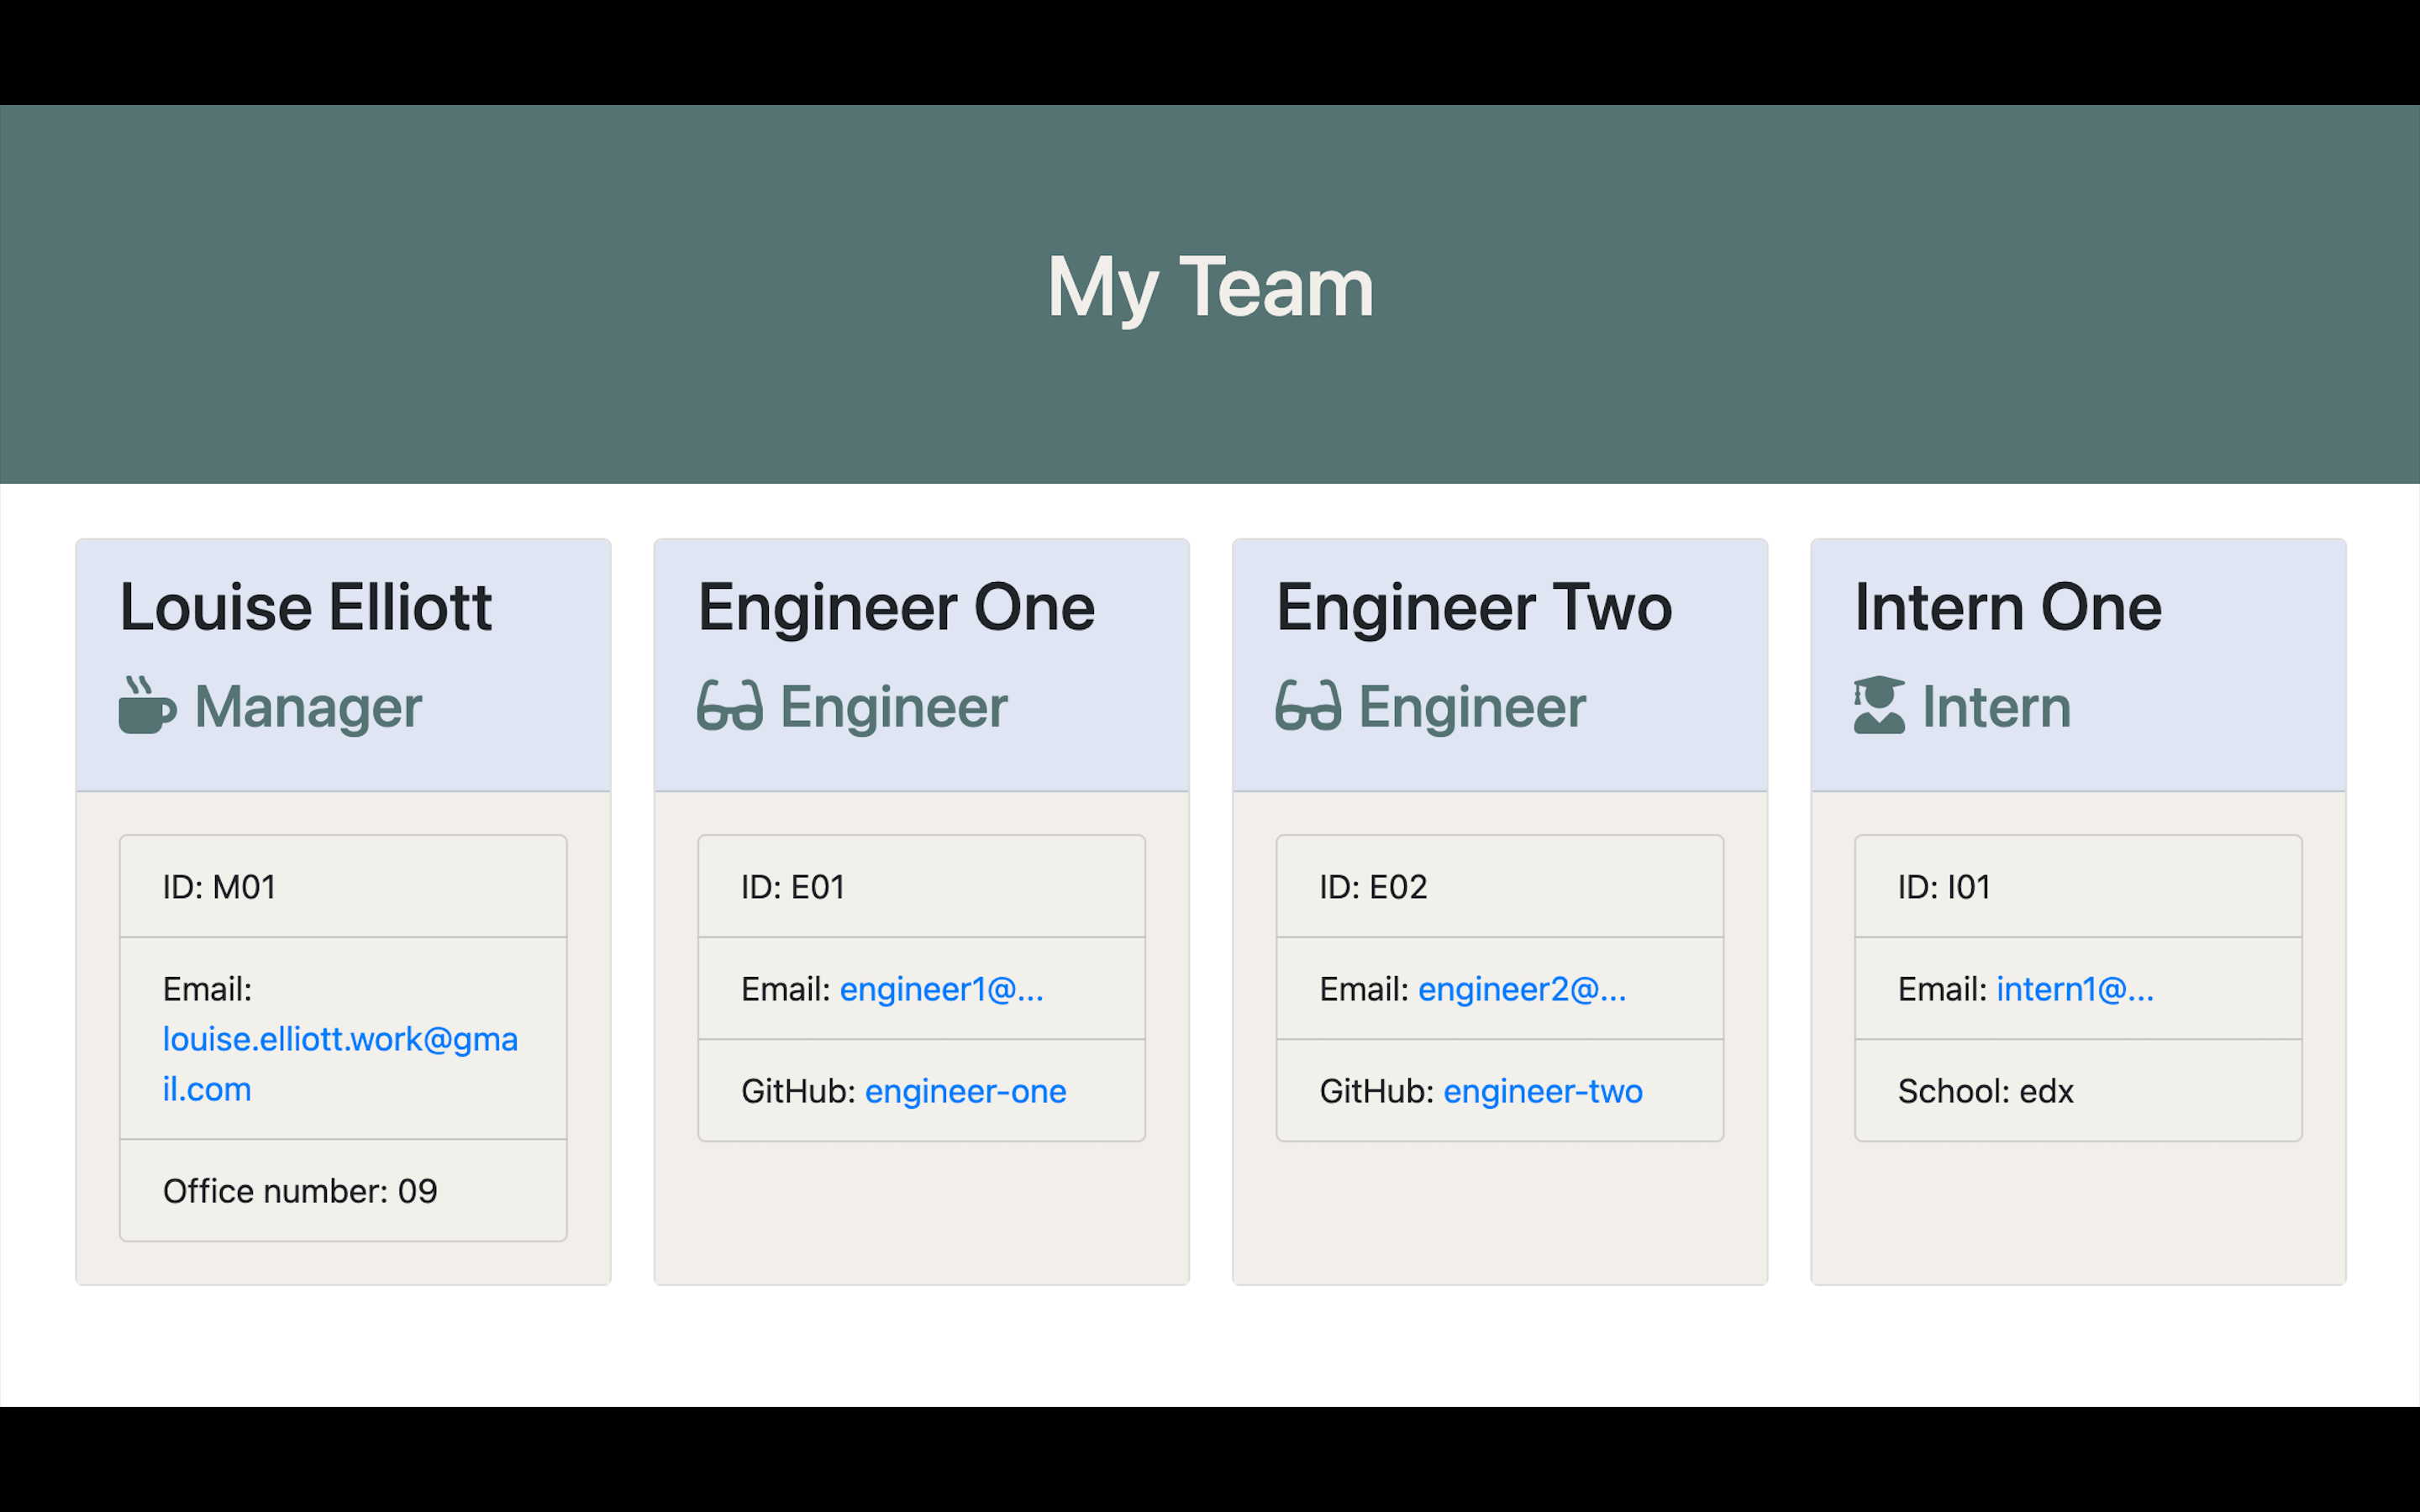 My Team
Louise Elliott
Manager
ID: M01
Email:
louise.elliott.work@gma
il.com
Office number: 09
Engineer One
Engineer
ID: E01
Email: engineer1@...
GitHub: engineer-one
Engineer Two
Engineer
ID: E02
Email: engineer2@...
GitHub: engineer-two
Intern One
Intern
ID: I01
Email: intern1@...
School: edx